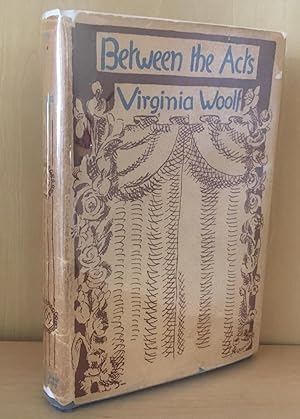 Between the Acts
Virginia Woolf